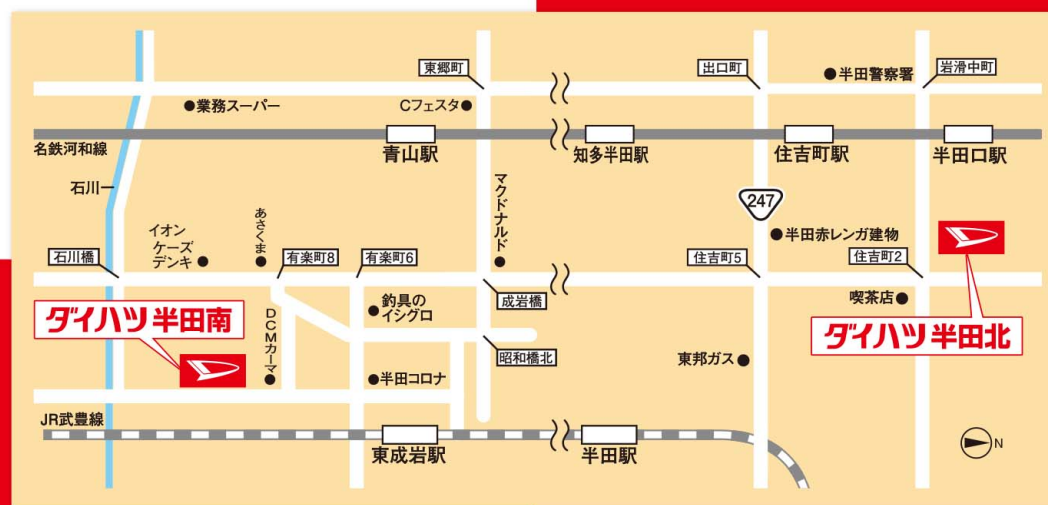 東郷町
出口町
岩滑中町
半田警察署
業務スーパー
Cフェスタ
名鉄河和線
青山駅
知多半田駅
住吉町駅
半田口駅
石川
マクドナルド
247
あさくま
イオン
ケーズ
デンキ
半田赤レンガ建物
石川橋
有楽町8
有楽町6
成岩橋
住吉町5
住吉町2
釣具の
イシグロ
喫茶店
ダイハツ 半田南
DCMカーマ
昭和橋北
ダイハツ 半田北
東邦ガス
半田コロナ
JR武豊線
東成岩駅
半田駅
N